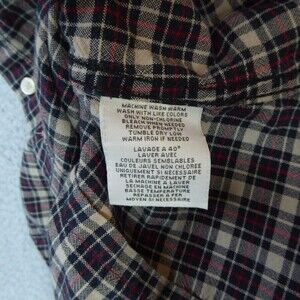 MACHINE WASH WARM
WASH WITH LIKE COLORS
ONLY NON-CHLORINE
BLEACH WHEN NEEDED
REMOVE PROMPTLY
TUMBLE DRY LOW
WARM IRON IF NEEDED
LAVAGE A 40°
LAVER AVEC
COULEURS SEMBLABLES
EAU DE JAVEL NON CHLOREE
UNIQUEMENT SI NECESSAIRE
RETIRER RAPIDEMENT DE
LA MACHINE A LAVER
SECHAGE EN MACHINE
BASSE TEMPERATURE
REPASSER A FER
MOYEN SI NECESSAIRE